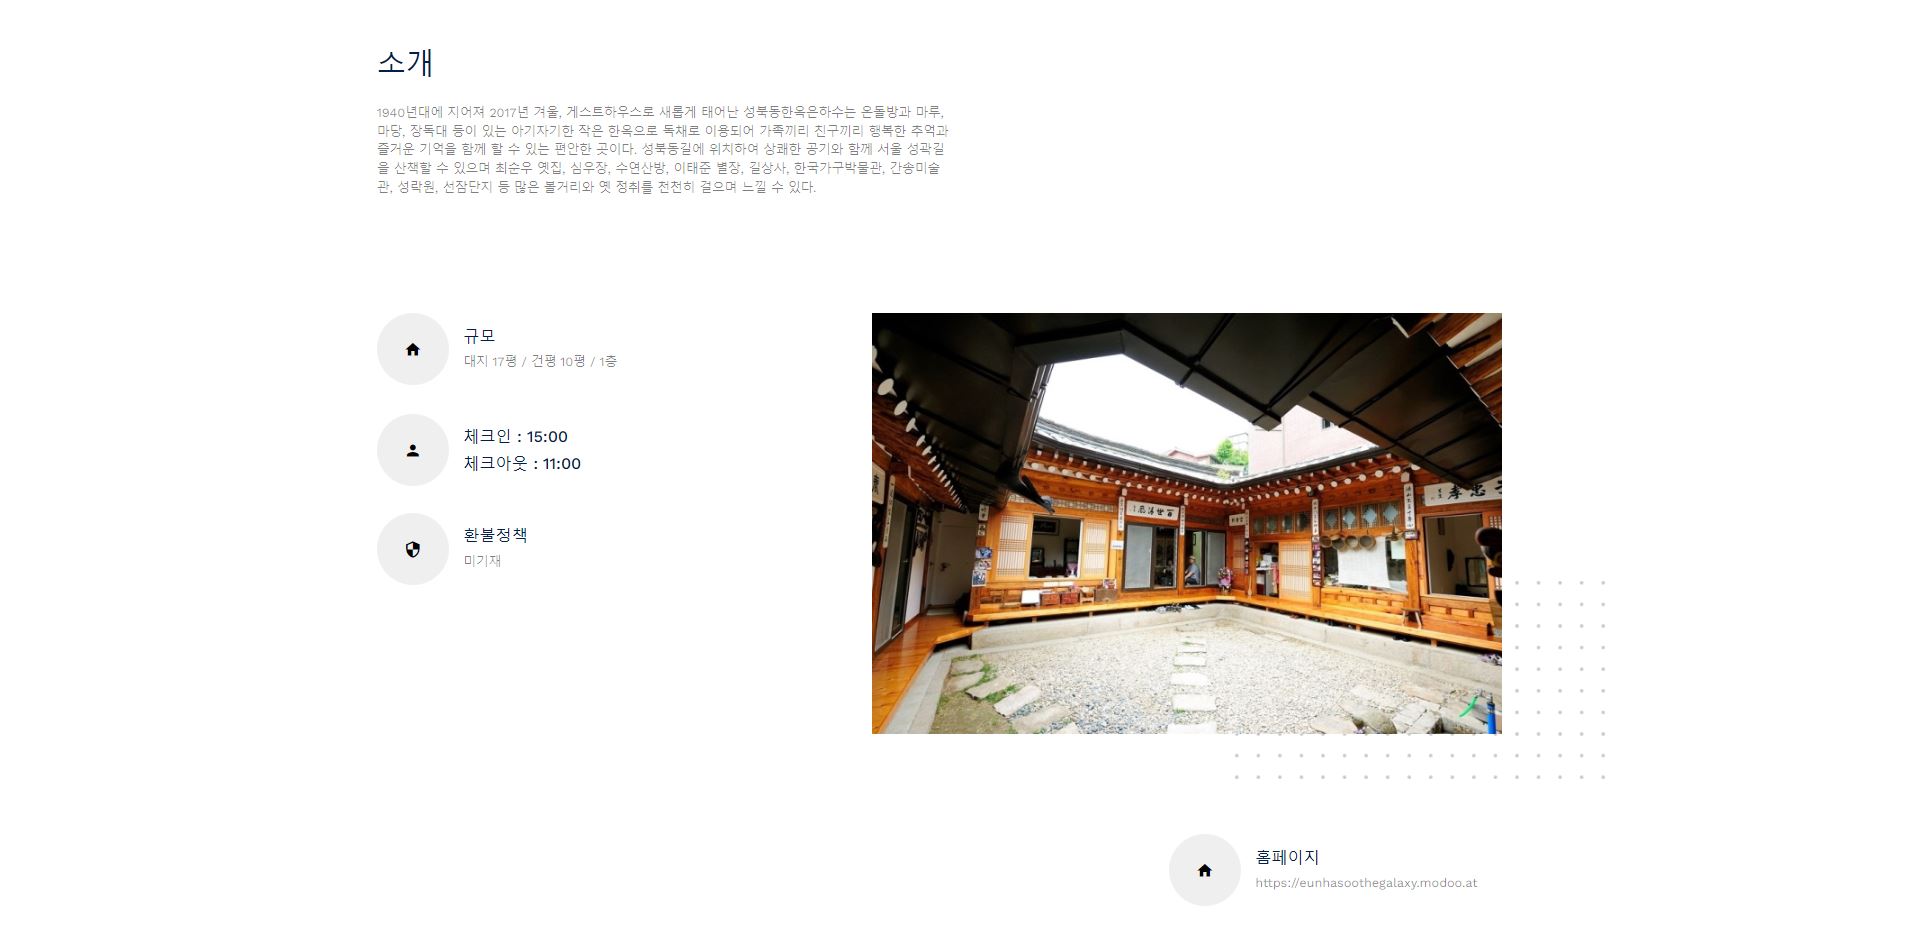 소개
1940년대에 지어져 2017년 겨울, 게스트하우스로 새롭게 태어난 성북동한옥은하수는 온돌방과 마루,
마당, 장독대 등이 있는 아기자기한 작은 한옥으로 독채로 이용되어 가족끼리 친구끼리 행복한 추억과
즐거운 기억을 함께 할 수 있는 편안한 곳이다. 성북동길에 위치하여 상쾌한 공기와 함께 서울 성곽길
을 산책할 수 있으며 최순우 옛집, 심우장, 수연산방, 이태준 별장, 길상사, 한국가구박물관, 간송미술
관, 성락원, 선잠단지 등 많은 볼거리와 옛 정취를 천천히 걸으며 느낄 수 있다.
규모
대지 17평 / 건평 10평 / 1층
체크인 : 15:00
체크아웃 : 11:00
환불정책
미기재
孝忠
風淸世百
홈페이지
https://eunhasoothegalaxy.modoo.at